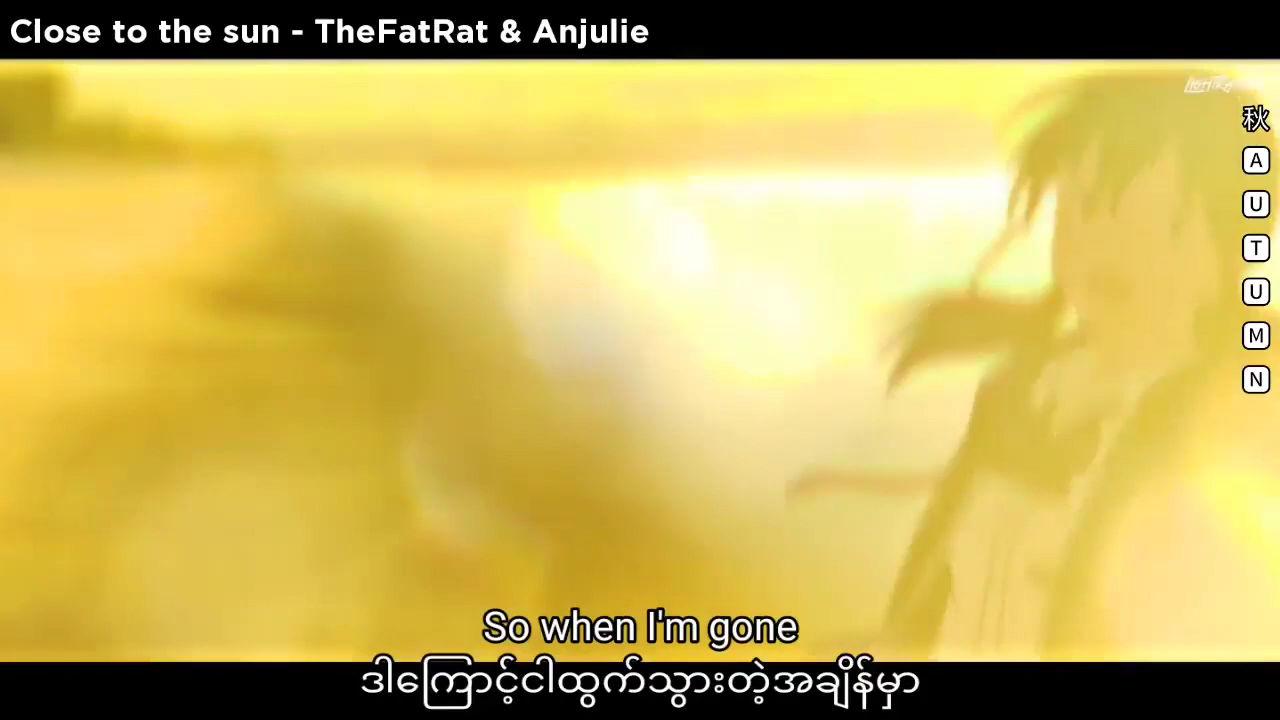 Close to the sun - TheFatRat & Anjulie
秋
A
U
T
U
M
N
So when I'm gone
ဒါကြောင့်ငါထွက်သွားတဲ့အချိန်မှာ